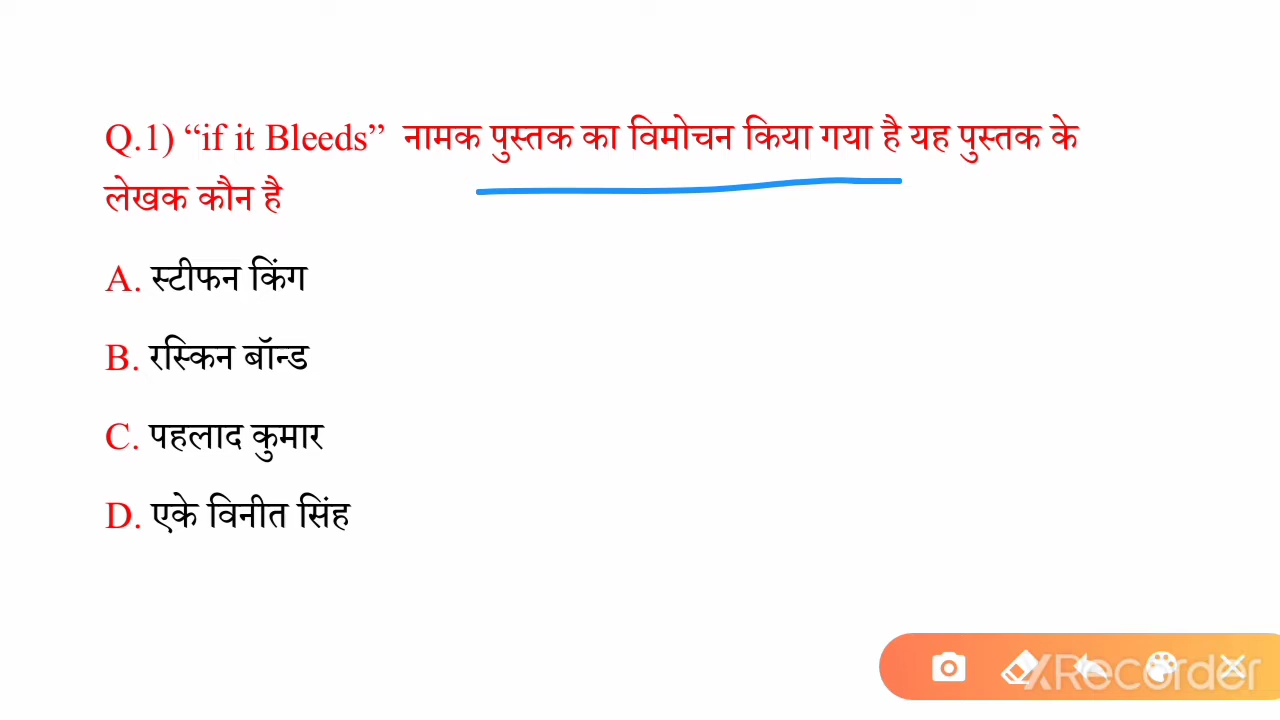 Q.1) “if it Bleeds” नामक पुस्तक का विमोचन किया गया है यह पुस्तक के
लेखक कौन है
A. स्टीफन किंग
B. रस्किन बॉन्ड
C. पहलाद कुमार
D. एके विनीत सिंह
XRecorder